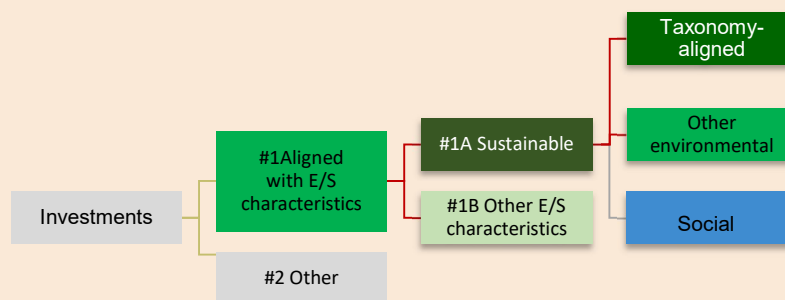 Investments
#1Aligned
with E/S
characteristics
#2 Other
#1A Sustainable
#1B Other E/S
characteristics
Taxonomy-
aligned
Other
environmental
Social